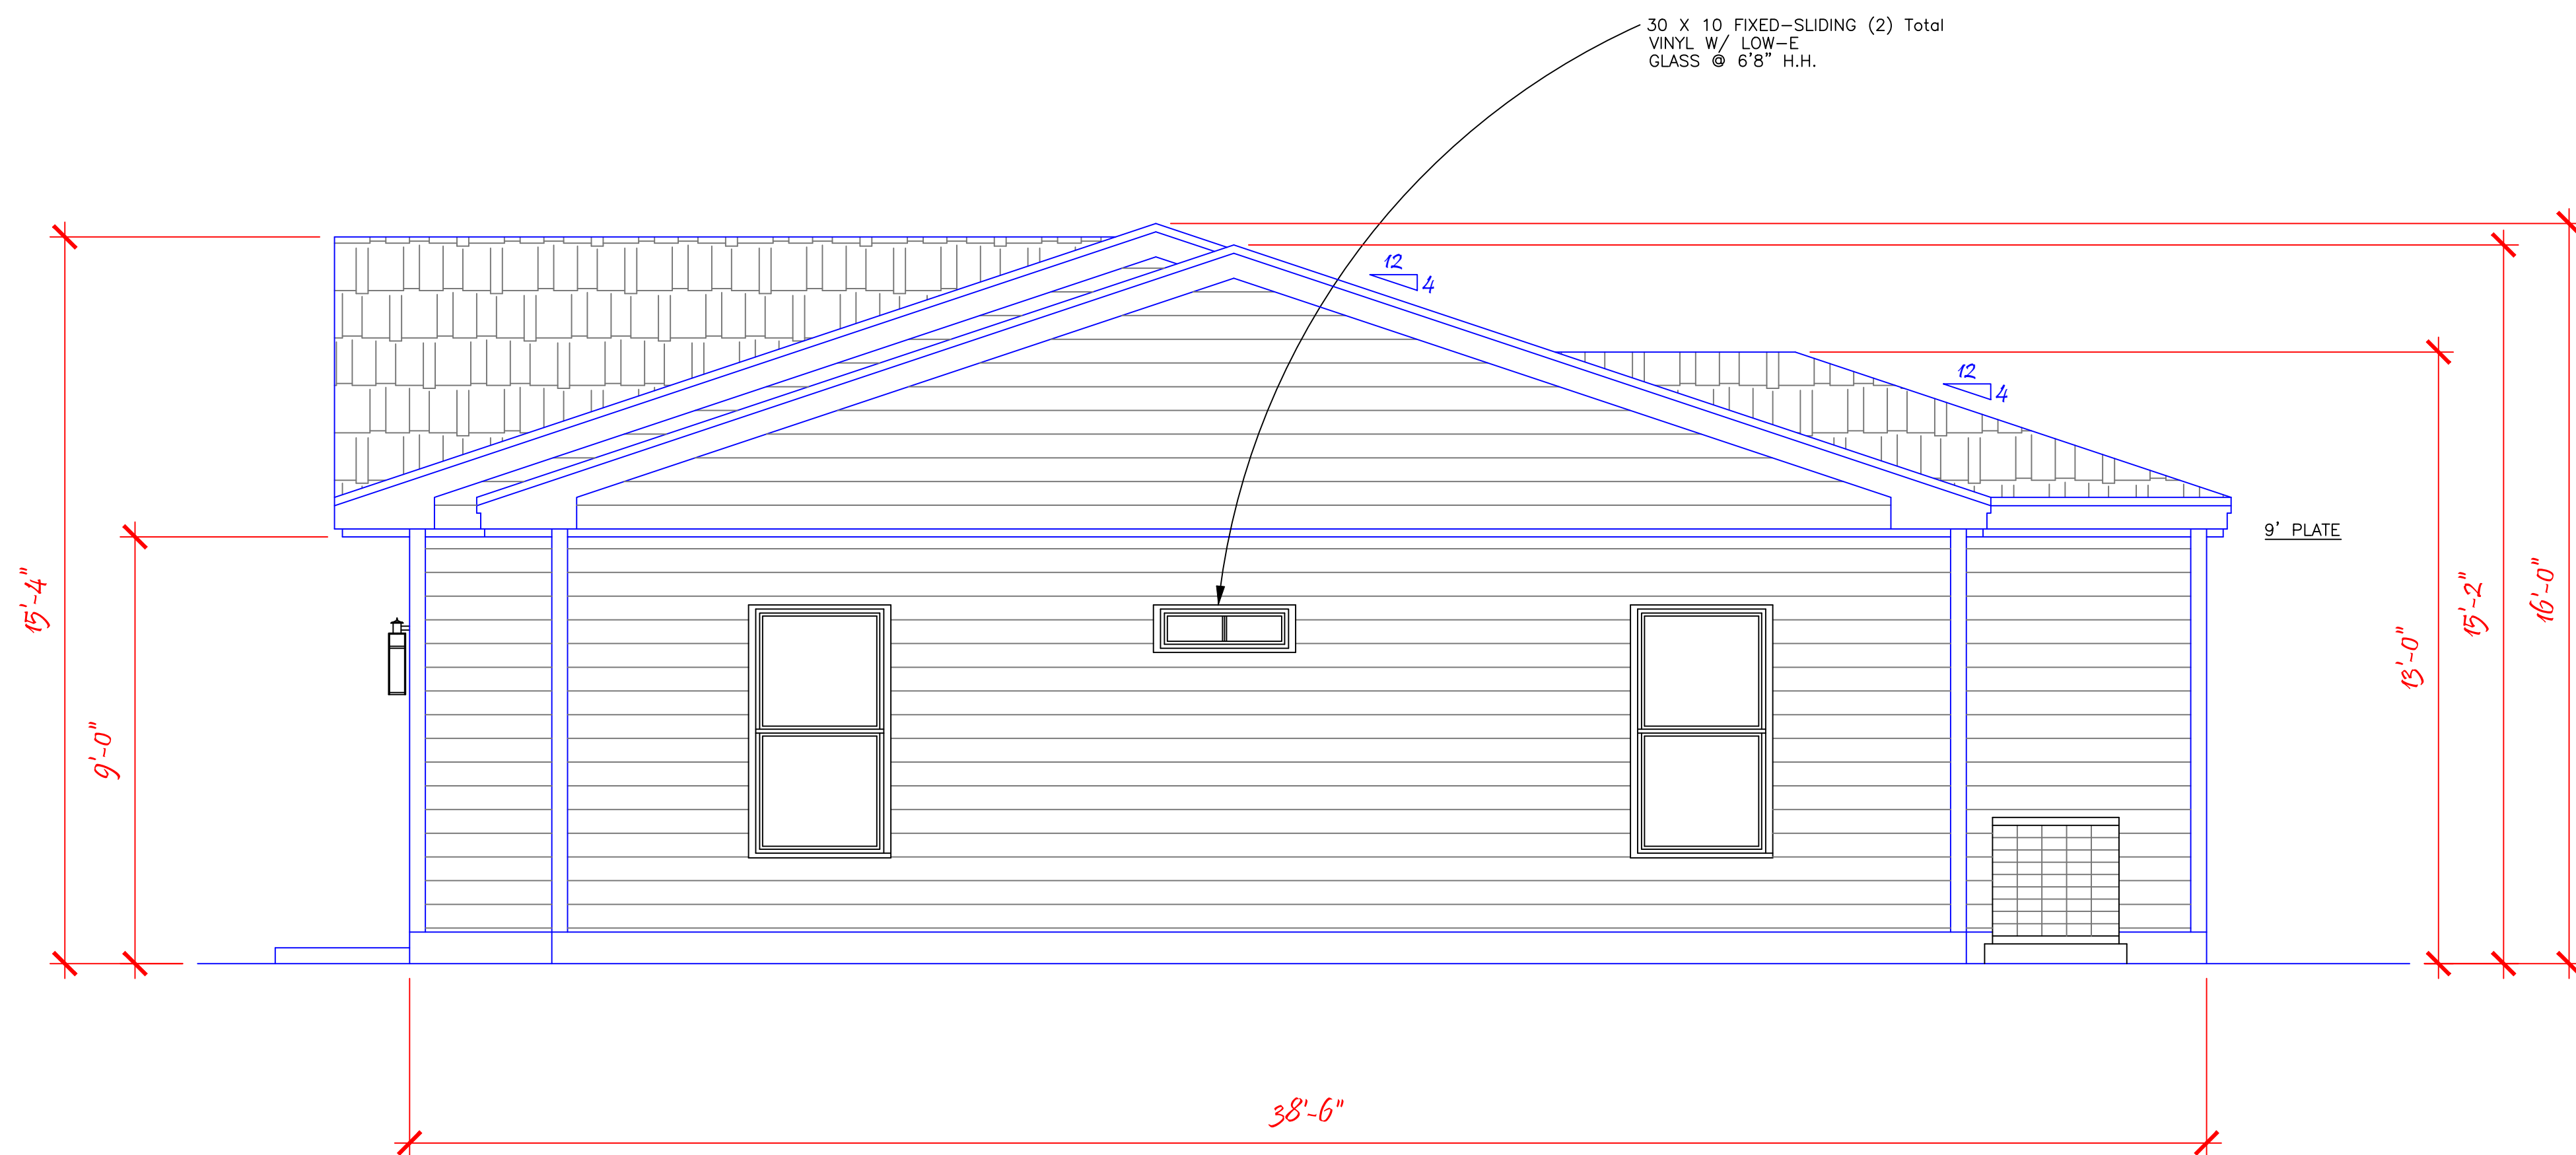 30 X 10 FIXED-SLIDING (2) Total
VINYL W/ LOW-E
GLASS @ 6'8" H.H.
12
4
12
4
9' PLATE
15'-4"
9'-0"
13'-0"
15'-2"
16'-0"
38'-6"